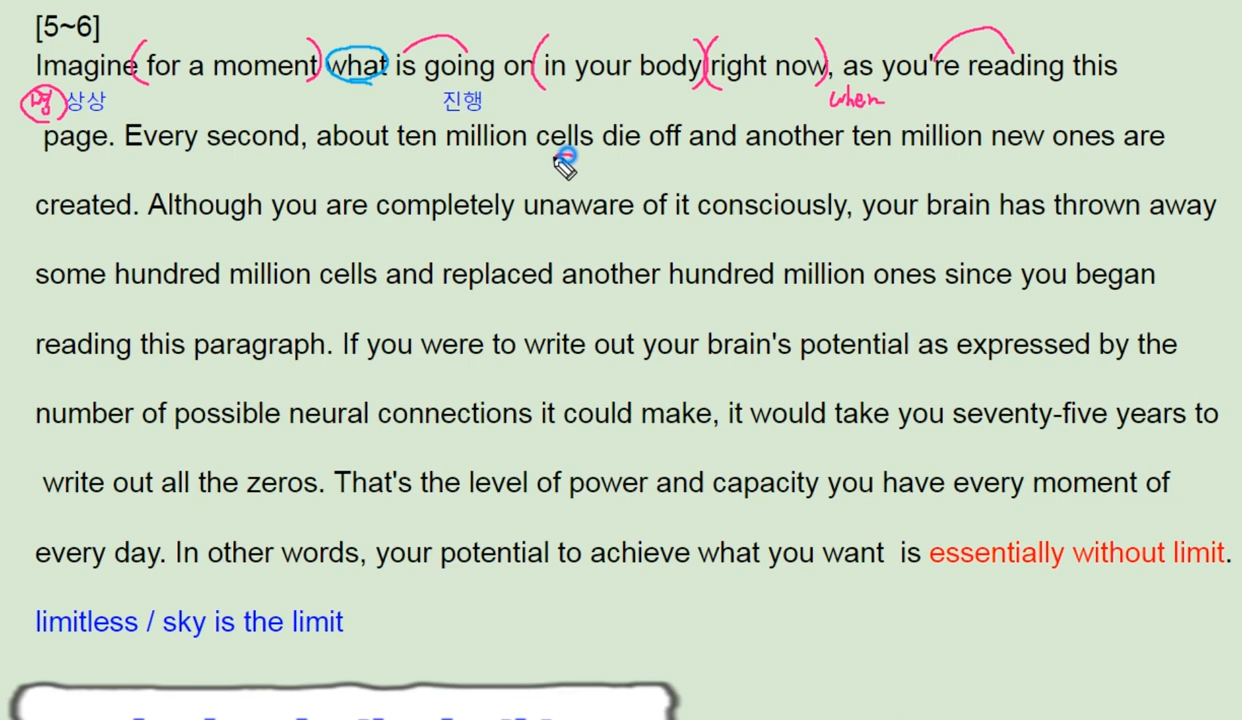 [5~6]
Imagine for a moment what is going on in your body right now, as you're reading this
명 상상 진행 when
page. Every second, about ten million cells die off and another ten million new ones are
created. Although you are completely unaware of it consciously, your brain has thrown away
some hundred million cells and replaced another hundred million ones since you began
reading this paragraph. If you were to write out your brain's potential as expressed by the
number of possible neural connections it could make, it would take you seventy-five years to
write out all the zeros. That's the level of power and capacity you have every moment of
every day. In other words, your potential to achieve what you want is essentially without limit.
limitless / sky is the limit